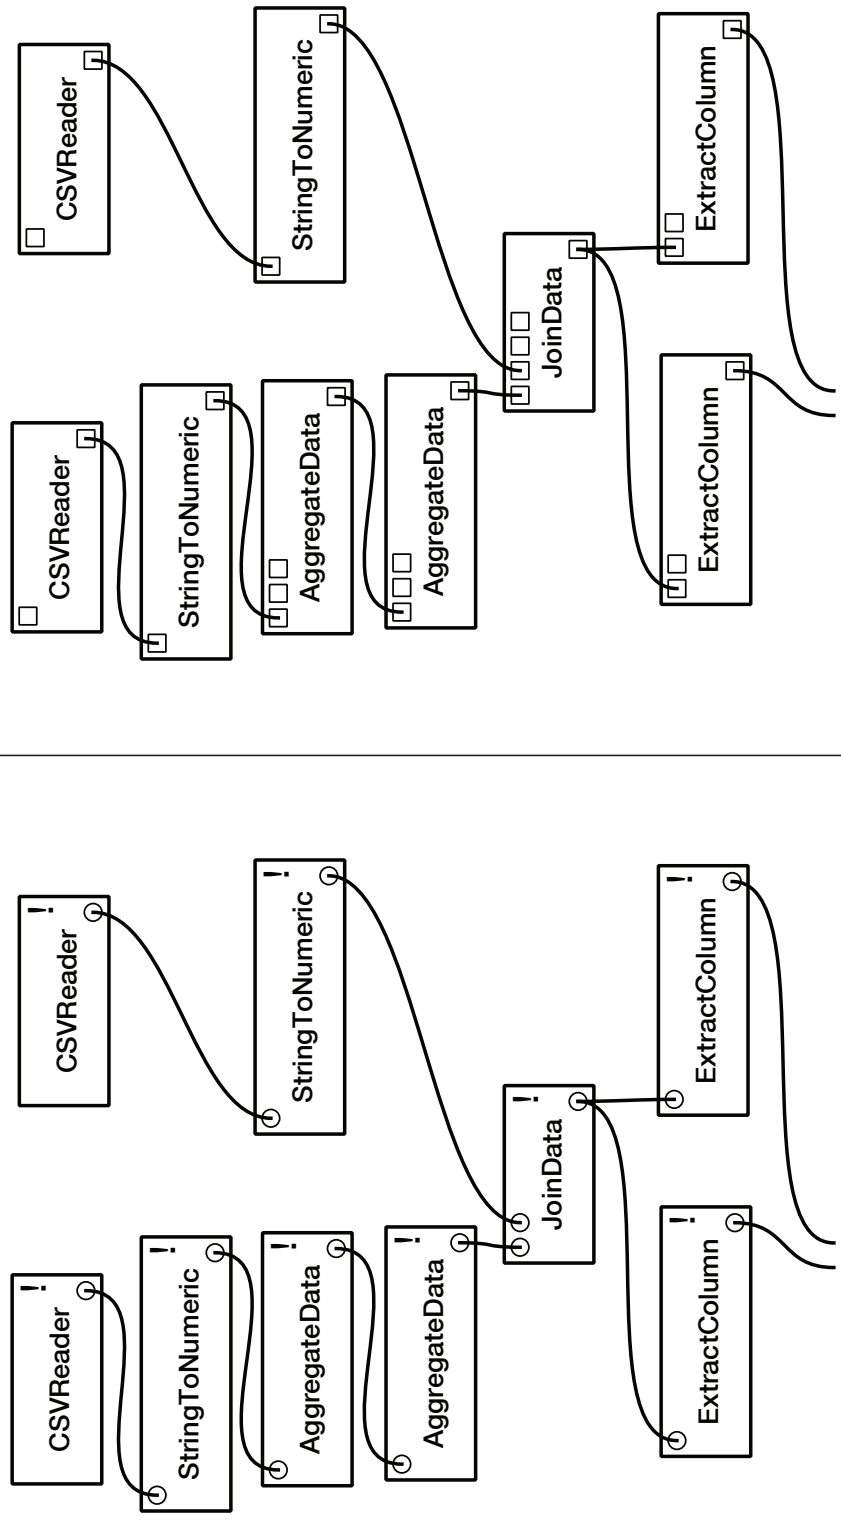 !
CSVReader
!
CSVReader
!
StringToNumeric
!
StringToNumeric
!
AggregateData
!
AggregateData
!
JoinData
!
ExtractColumn
!
ExtractColumn
CSVReader
CSVReader
StringToNumeric
StringToNumeric
AggregateData
AggregateData
JoinData
ExtractColumn
ExtractColumn